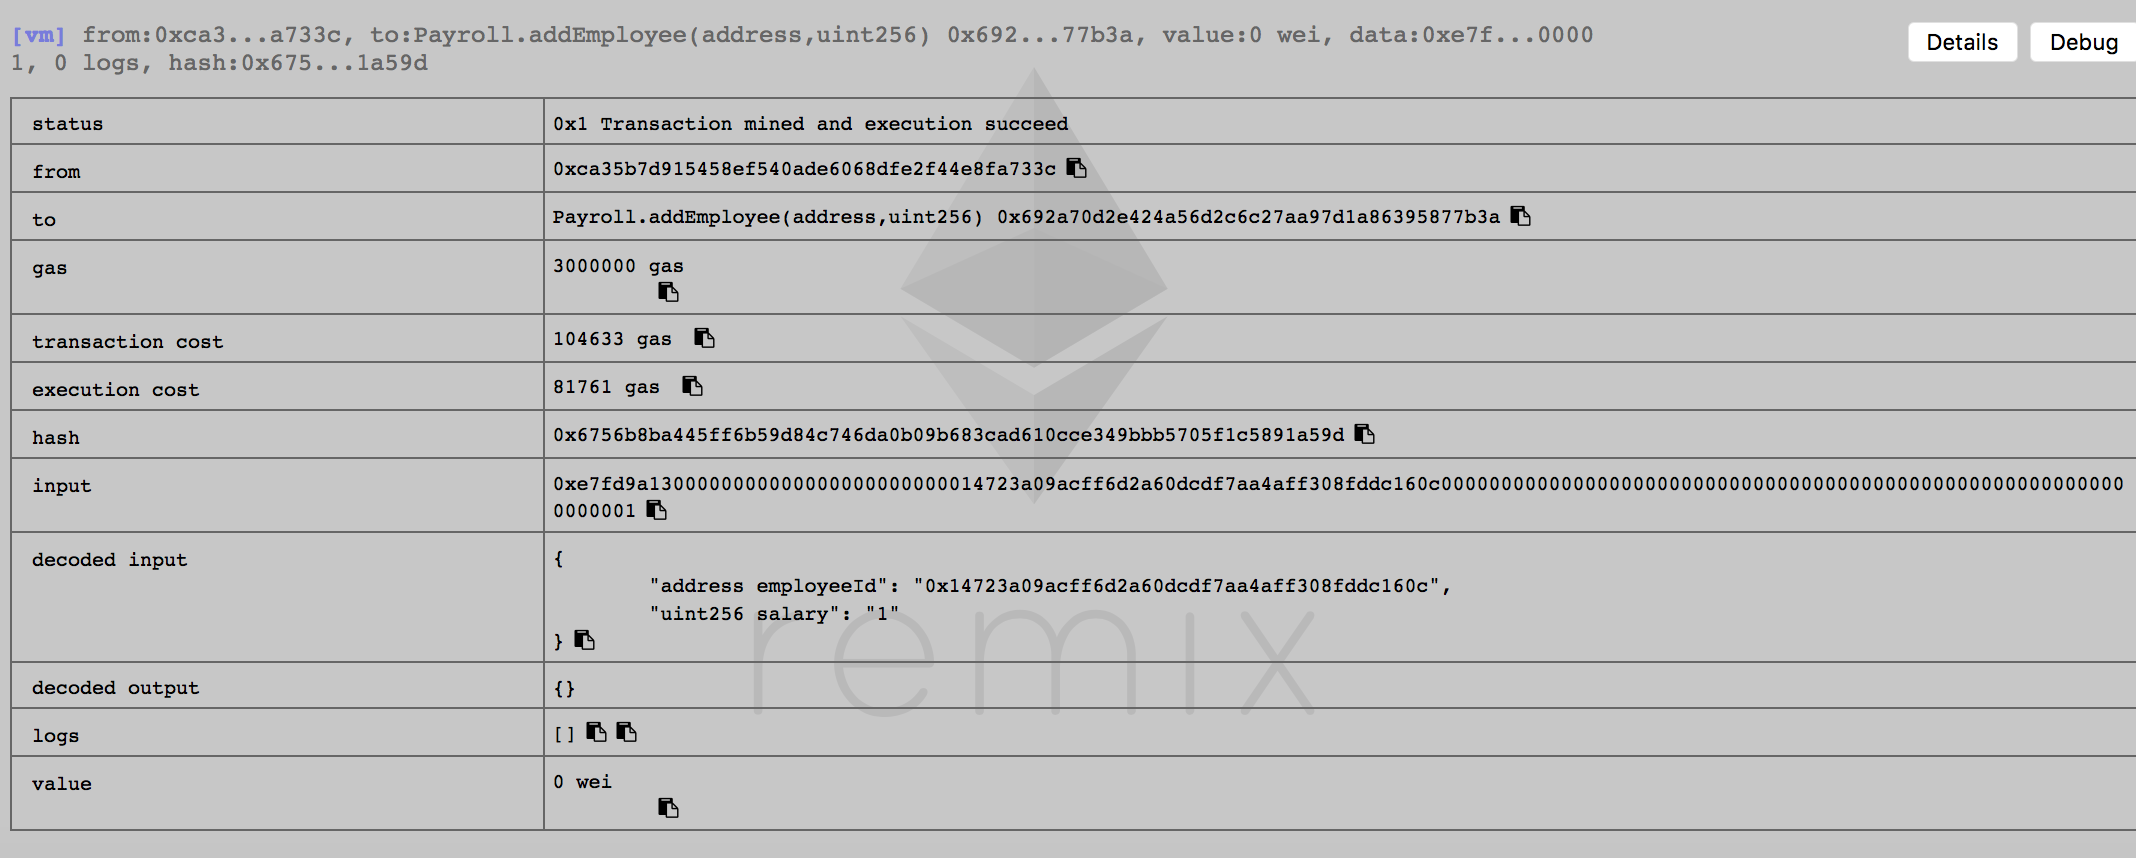 [vm] from:0xca3...a733c, to:Payroll.addEmployee(address,uint256) 0x692...77b3a, value:0 wei, data:0xe7f...0000
1, 0 logs, hash:0x675...1a59d
Details Debug
status 0x1 Transaction mined and execution succeed
from 0xca35b7d915458ef540ade6068dfe2f44e8fa733c
to Payroll.addEmployee(address,uint256) 0x692a70d2e424a56d2c6c27aa97d1a86395877b3a
gas 3000000 gas
transaction cost 104633 gas
execution cost 81761 gas
hash 0x6756b8ba445ff6b59d84c746da0b09b683cad610cce349bbb5705f1c5891a59d
input 0xe7fd9a1300000000000000000000000014723a09acff6d2a60dcdf7aa4aff308fddc160c000000000000000000000000000000000000000000000000000000000
0000001
decoded input {
"address employeeId": "0x14723a09acff6d2a60dcdf7aa4aff308fddc160c",
"uint256 salary": "1"
}
remix
decoded output {}
logs []
value 0 wei